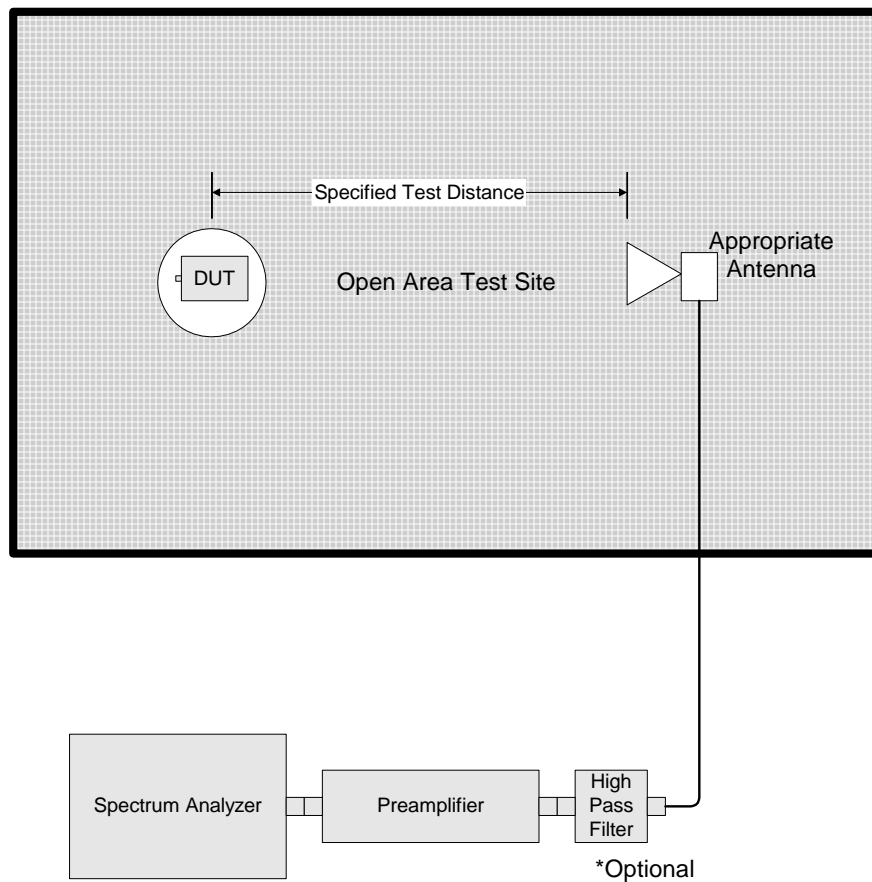 Specified Test Distance
Appropriate
Antenna
DUT
Open Area Test Site
Spectrum Analyzer
Preamplifier
High
Pass
Filter
*Optional